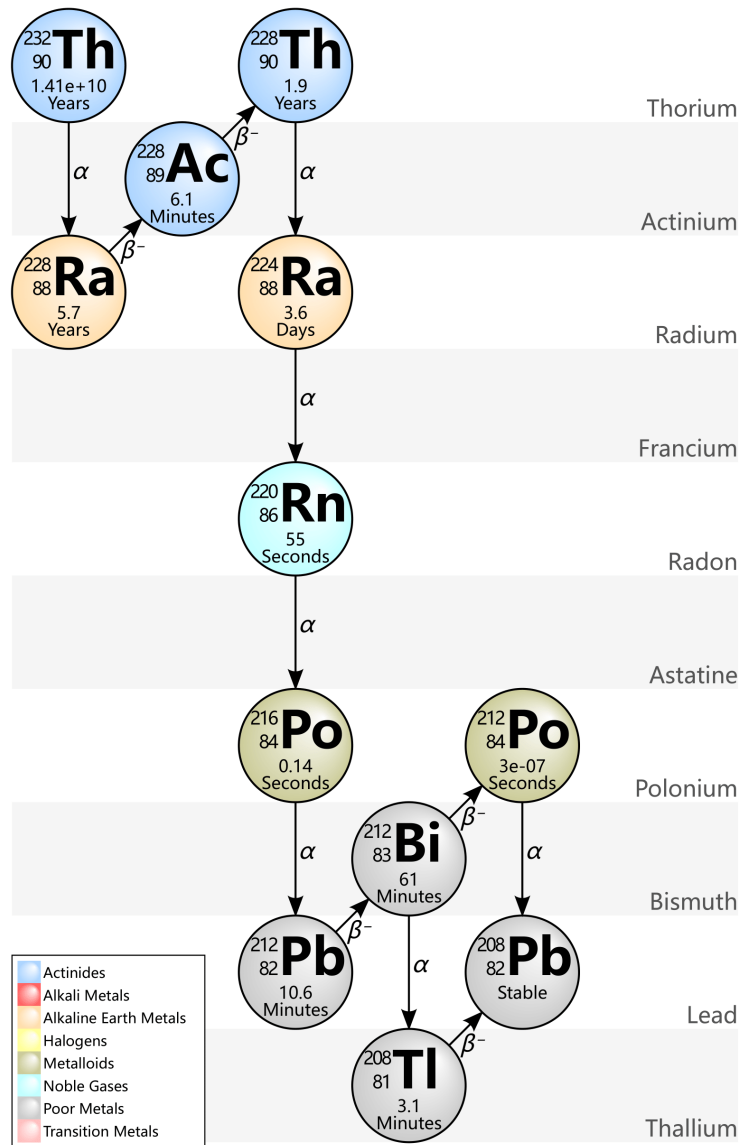 232
90 Th
1.41e+10
Years
228
90 Th
1.9
Years
Thorium
α
β⁻
228
89 Ac
6.1
Minutes
α
Actinium
β⁻
228
88 Ra
5.7
Years
224
88 Ra
3.6
Days
Radium
α
Francium
220
86 Rn
55
Seconds
Radon
α
Astatine
216
84 Po
0.14
Seconds
212
84 Po
3e-07
Seconds
Polonium
α
β⁻
212
83 Bi
61
Minutes
α
Bismuth
β⁻
212
82 Pb
10.6
Minutes
α
208
82 Pb
Stable
Lead
β⁻
208
81 Tl
3.1
Minutes
Thallium
Actinides
Alkali Metals
Alkaline Earth Metals
Halogens
Metalloids
Noble Gases
Poor Metals
Transition Metals